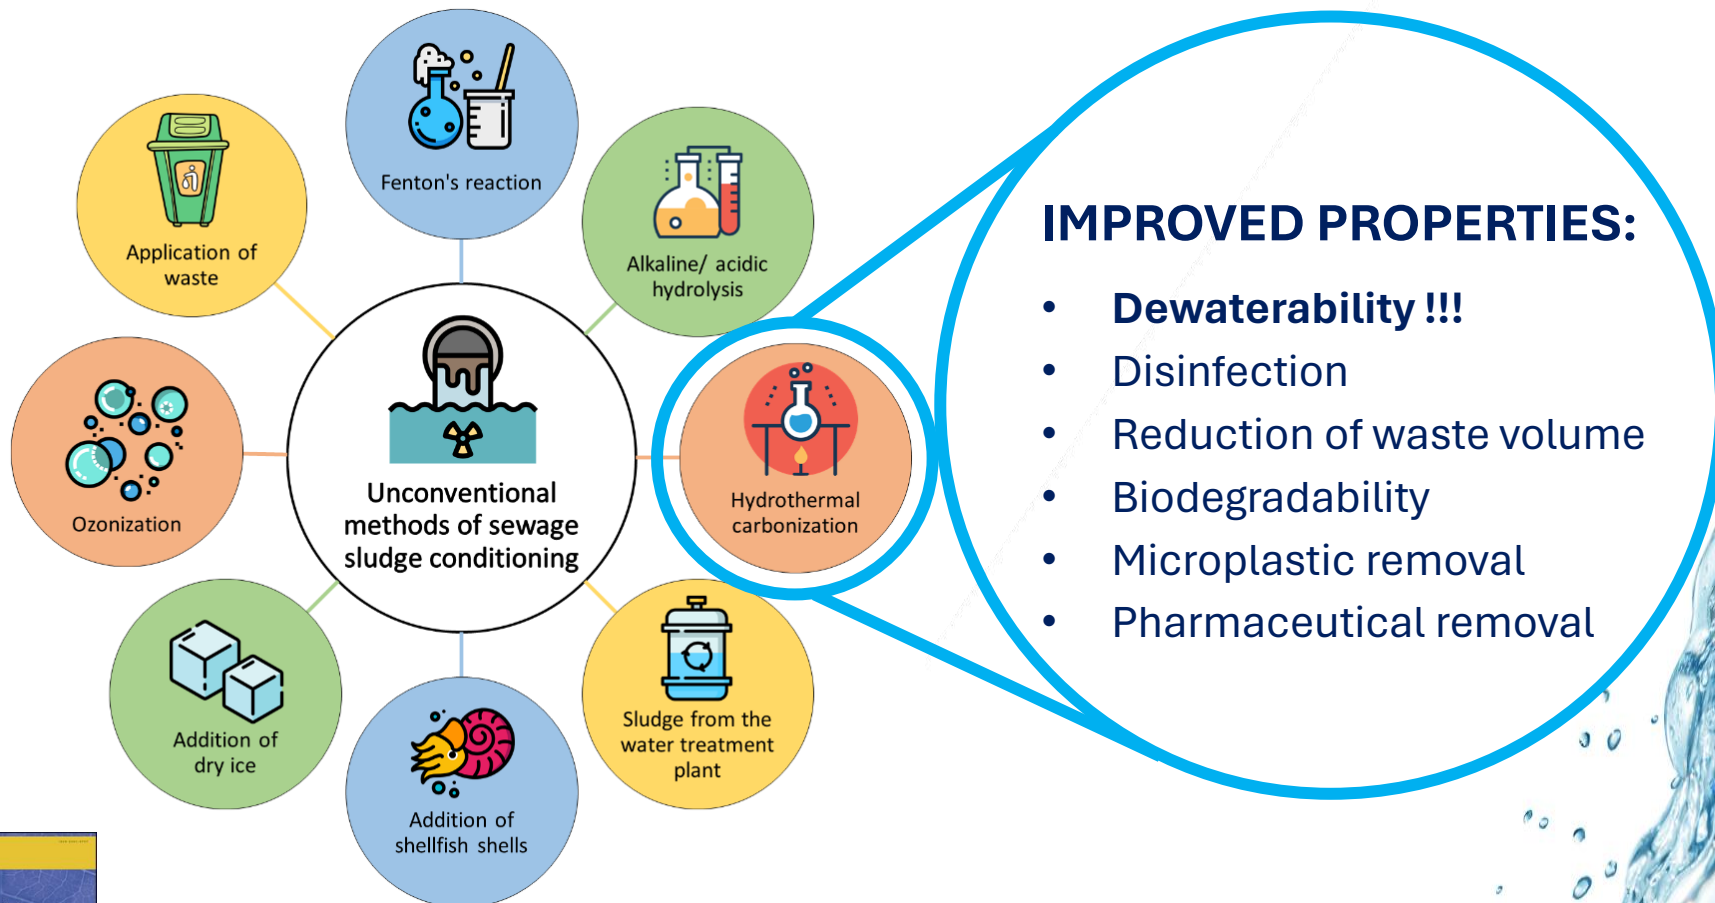 Fenton's reaction
Application of
waste
Alkaline/ acidic
hydrolysis
Ozonization
Unconventional
methods of sewage
sludge conditioning
Hydrothermal
carbonization
Addition of
dry ice
Sludge from the
water treatment
plant
Addition of
shellfish shells
IMPROVED PROPERTIES:
• Dewaterability !!!
• Disinfection
• Reduction of waste volume
• Biodegradability
• Microplastic removal
• Pharmaceutical removal